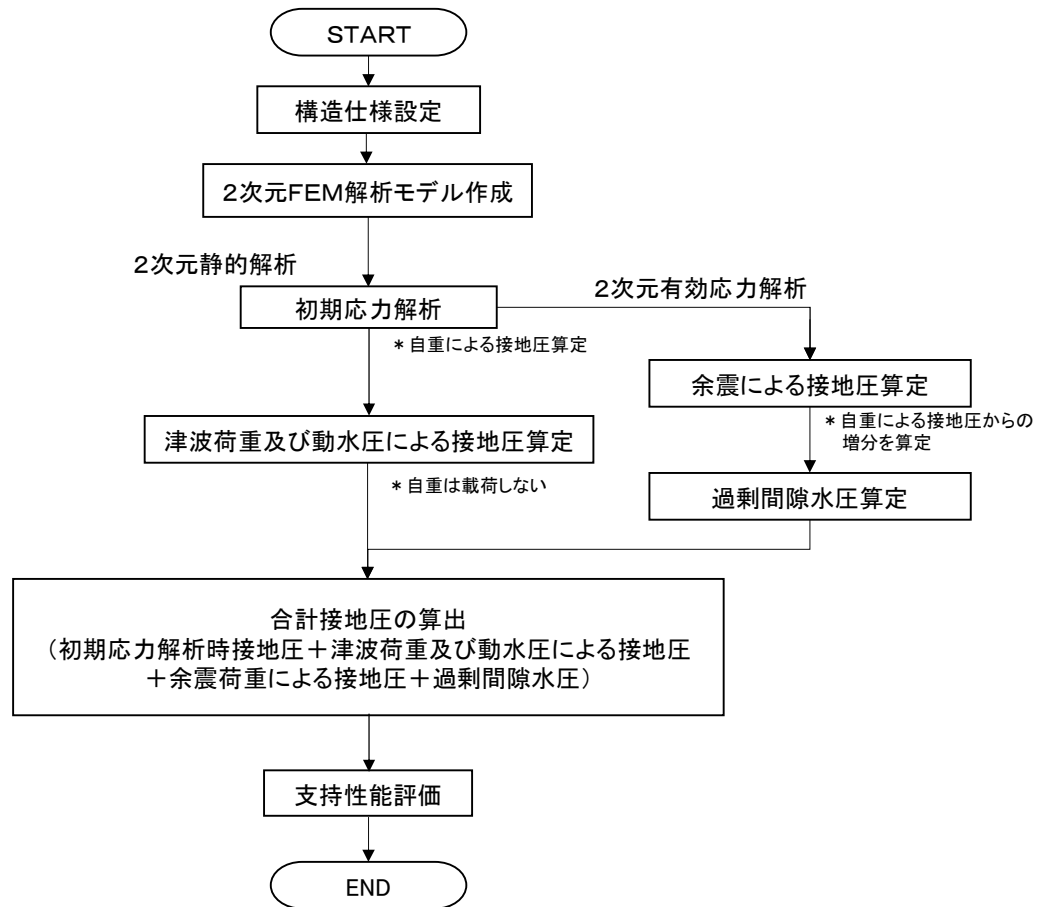 START
構造仕様設定
２次元ＦＥＭ解析モデル作成
２次元静的解析
２次元有効応力解析
初期応力解析
＊自重による接地圧算定
余震による接地圧算定
＊自重による接地圧からの
増分を算定
津波荷重及び動水圧による接地圧算定
＊自重は載荷しない
過剰間隙水圧算定
合計接地圧の算出
（初期応力解析時接地圧＋津波荷重及び動水圧による接地圧
＋余震荷重による接地圧＋過剰間隙水圧）
支持性能評価
END